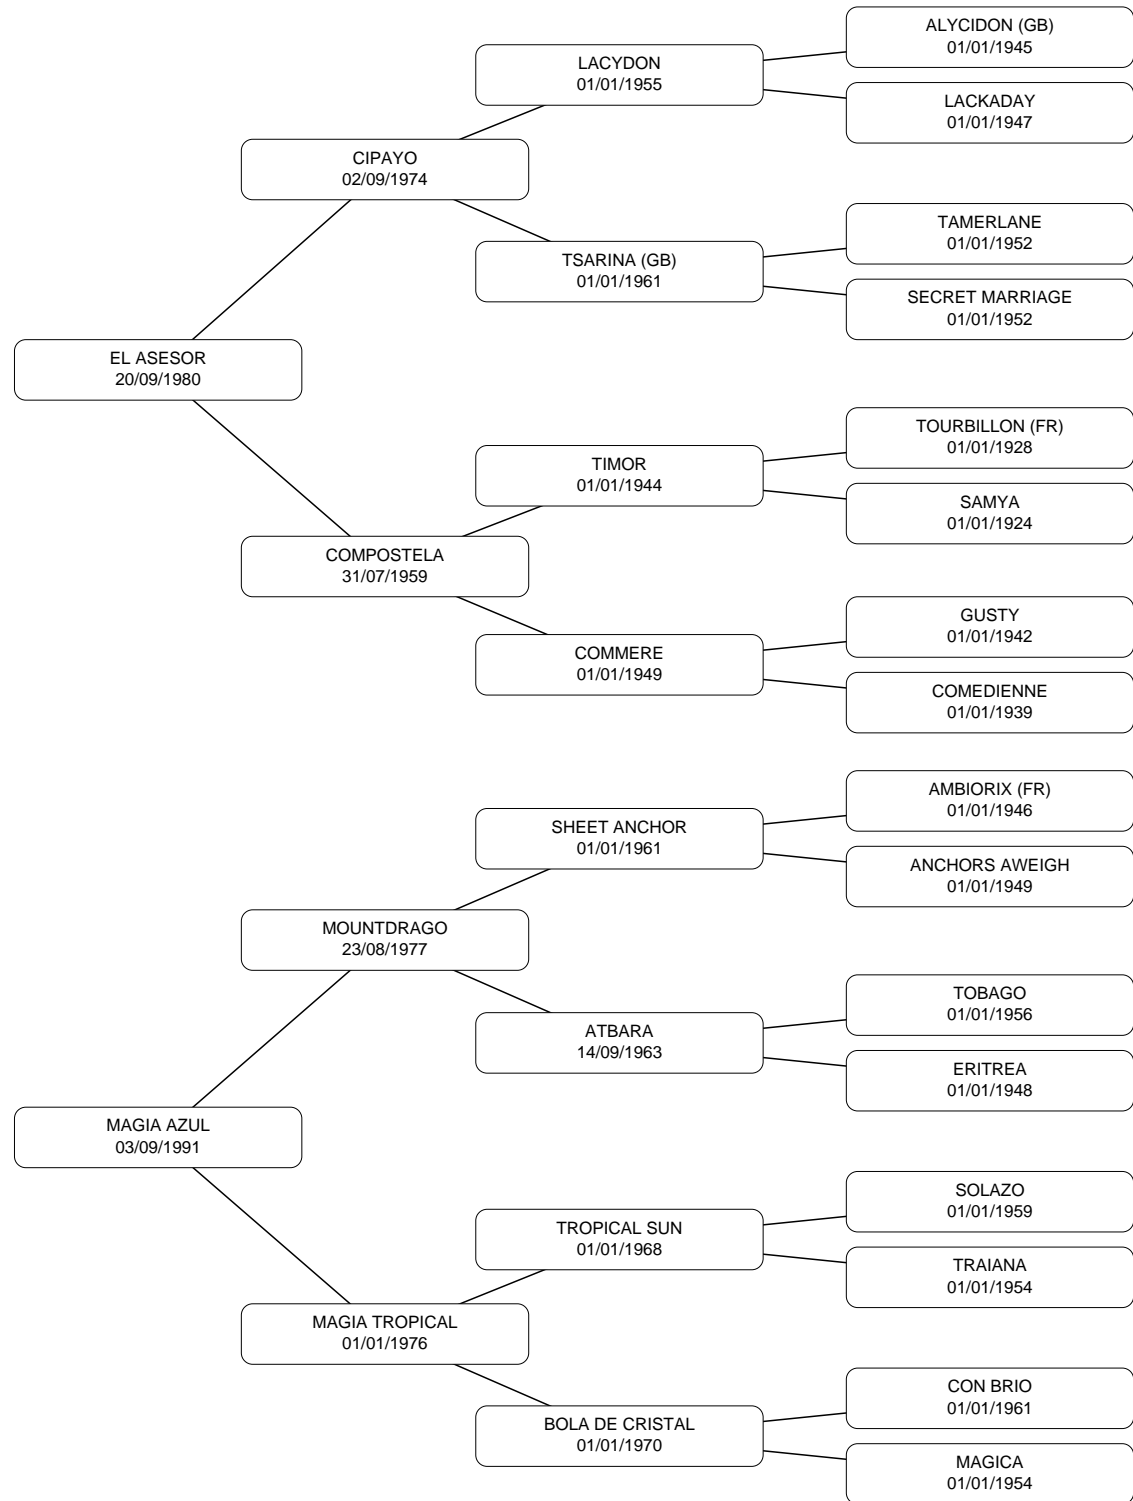 ALYCIDON (GB)
01/01/1945
LACYDON
01/01/1955
LACKADAY
01/01/1947
CIPAYO
02/09/1974
TAMERLANE
01/01/1952
TSARINA (GB)
01/01/1961
SECRET MARRIAGE
01/01/1952
EL ASESOR
20/09/1980
TOURBILLON (FR)
01/01/1928
TIMOR
01/01/1944
SAMYA
01/01/1924
COMPOSTELA
31/07/1959
GUSTY
01/01/1942
COMMERE
01/01/1949
COMEDIENNE
01/01/1939
AMBIORIX (FR)
01/01/1946
SHEET ANCHOR
01/01/1961
ANCHORS AWEIGH
01/01/1949
MOUNTDRAGO
23/08/1977
TOBAGO
01/01/1956
ATBARA
14/09/1963
ERITREA
01/01/1948
MAGIA AZUL
03/09/1991
SOLAZO
01/01/1959
TROPICAL SUN
01/01/1968
TRAIANA
01/01/1954
MAGIA TROPICAL
01/01/1976
CON BRIO
01/01/1961
BOLA DE CRISTAL
01/01/1970
MAGICA
01/01/1954